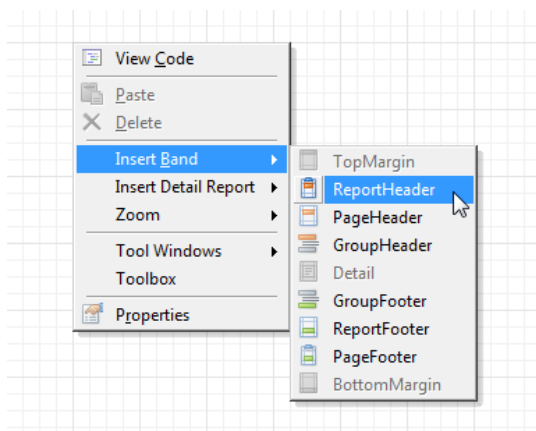 View Code
Paste
Delete
Insert Band
Insert Detail Report
Zoom
Tool Windows
Toolbox
Properties
TopMargin
ReportHeader
PageHeader
GroupHeader
Detail
GroupFooter
ReportFooter
PageFooter
BottomMargin